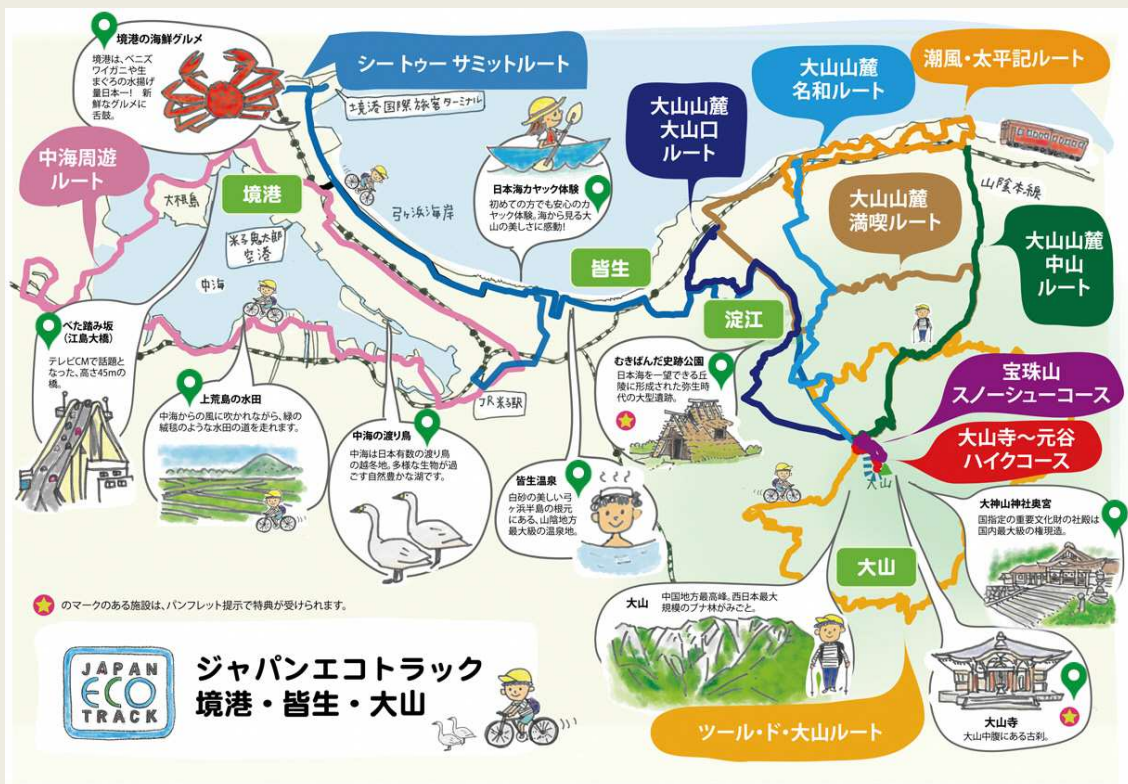 境港の海鮮グルメ
境港は、ベニズ
ワイガニや生
まぐろの水揚げ
量日本一! 新
鮮なグルメに
舌鼓。
シートゥーサミットルート
境港国際旅客ターミナル
中海周遊
ルート
大根島
境港
米子鬼太郎
空港
中海
弓ヶ浜海岸
日本海カヤック体験
初めての方でも安心のカ
ヤック体験。海から見る大
山の美しさに感動!
皆生
大山山麓
大山口
ルート
大山山麓
名和ルート
潮風・太平記ルート
山陰本線
大山山麓
満喫ルート
大山山麓
中山
ルート
淀江
べた踏み坂
(江島大橋)
テレビCMで話題と
なった、高さ45mの
橋。
上荒島の水田
中海からの風に吹かれながら、緑の
絨毯のような水田の道を走れます。
JR米子駅
中海の渡り鳥
中海は日本有数の渡り鳥
の越冬地。多様な生物が過
ごす自然豊かな湖です。
皆生温泉
白砂の美しい弓
ヶ浜半島の根元
にある、山陰地方
最大級の温泉地。
むきばんだ史跡公園
日本海を一望できる丘
陵に形成された弥生時
代の大型遺跡。
宝珠山
スノーシューコース
大山寺〜元谷
ハイクコース
大山
大神山神社奥宮
国指定の重要文化財の社殿は
国内最大級の権現造。
大山
大山
中国地方最高峰。西日本最大
規模のブナ林がみごと。
大山寺
大山中腹にある古刹。
ツール・ド・大山ルート
のマークのある施設は、パンフレット提示で特典が受けられます。
JAPAN
ECO
TRACK
ジャパンエコトラック
境港・皆生・大山